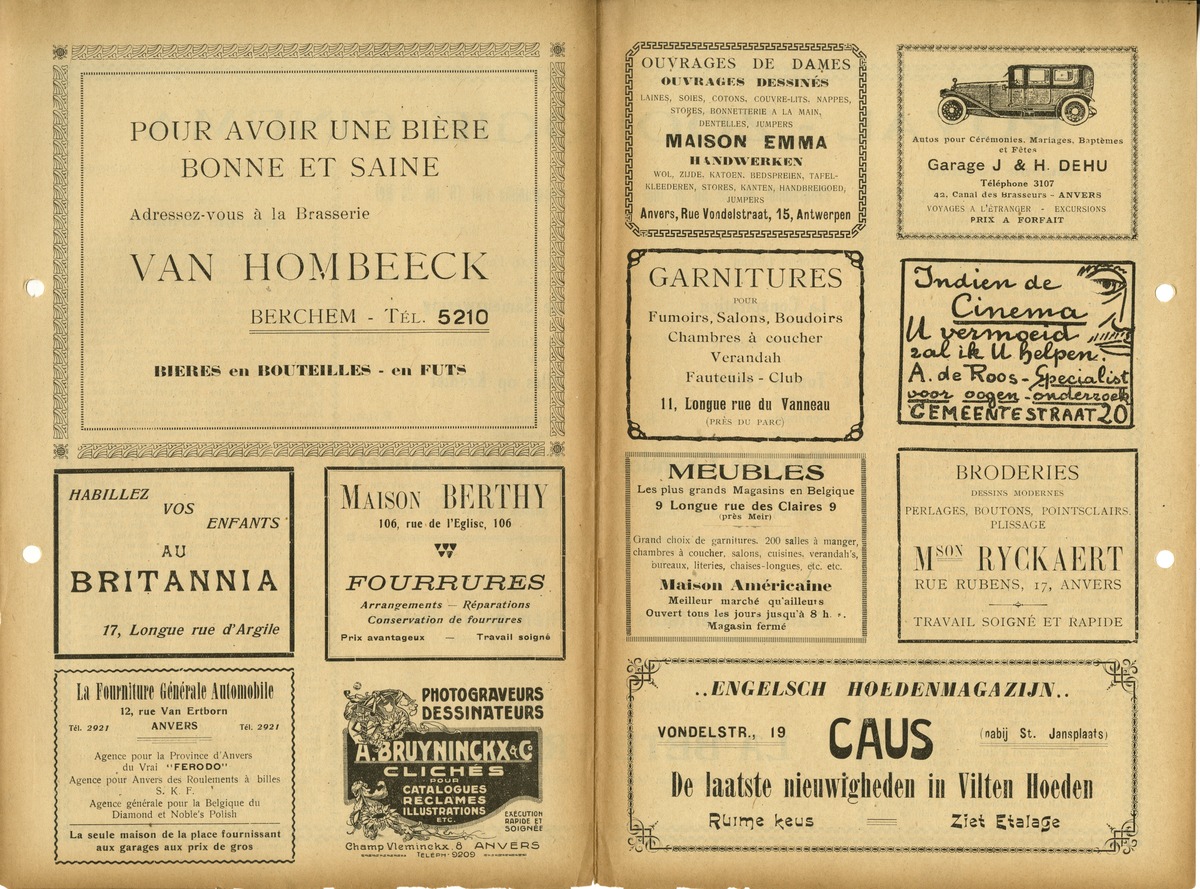 POUR AVOIR UNE BIÈRE
BONNE ET SAINE
Adressez-vous à la Brasserie
VAN HOMBEECK
BERCHEM - TÉL. 5210
BIERES en BOUTEILLES - en FUTS
HABILLEZ
VOS
ENFANTS
AU
BRITANNIA
17, Longue rue d'Argile
MAISON BERTHY
106, rue de l'Eglise, 106
FOURRURES
Arrangements — Réparations
Conservation de fourrures
Prix avantageux — Travail soigné
La Fourniture Générale Automobile
12, rue Van Ertborn
Tél. 2921 ANVERS Tél. 2921
Agence pour la Province d'Anvers
du Vrai "FERODO"
Agence pour Anvers des Roulements à billes
S. K. F.
Agence générale pour la Belgique du
Diamond et Noble's Polish
La seule maison de la place fournissant
aux garages aux prix de gros
PHOTOGRAVEURS
DESSINATEURS
A. BRUYNINCKX & Co
CLICHÉS
POUR
CATALOGUES
RÉCLAMES
ILLUSTRATIONS
ETC.
EXÉCUTION
RAPIDE ET
SOIGNÉE
Champ Vleminckx, 8 ANVERS
TELEPH. 9209
OUVRAGES DE DAMES
OUVRAGES DESSINÉS
LAINES, SOIES, COTONS, COUVRE-LITS, NAPPES,
STORES, BONNETTERIE A LA MAIN,
DENTELLES, JUMPERS
MAISON EMMA
HANDWERKEN
WOL, ZIJDE, KATOEN, BEDSPREIEN, TAFEL-
KLEEDEREN, STORES, KANTEN, HANDBREIGOED,
JUMPERS
Anvers, Rue Vondelstraat, 15, Antwerpen
GARNITURES
POUR
Fumoirs, Salons, Boudoirs
Chambres à coucher
Verandah
Fauteuils - Club
11, Longue rue du Vanneau
(PRÈS DU PARC)
MEUBLES
Les plus grands Magasins en Belgique
9 Longue rue des Claires 9
(près Meir)
Grand choix de garnitures. 200 salles à manger,
chambres à coucher, salons, cuisines, verandah's,
bureaux, literies, chaises-longues, etc. etc.
Maison Américaine
Meilleur marché qu'ailleurs
Ouvert tous les jours jusqu'à 8 h.
Magasin fermé
Autos pour Cérémonies, Mariages, Baptêmes
et Fêtes
Garage J & H. DEHU
Téléphone 3107
42, Canal des Brasseurs - ANVERS
VOYAGES A L'ÉTRANGER - EXCURSIONS
PRIX A FORFAIT
Indien de
Cinema
U vermoeid
zal ik U helpen.
A. de Roos - Specialist
voor oogen-onderzoek
GEMEENTESTRAAT 20
BRODERIES
DESSINS MODERNES
PERLAGES, BOUTONS, POINTSCLAIRS.
PLISSAGE
MSON RYCKAERT
RUE RUBENS, 17, ANVERS
TRAVAIL SOIGNÉ ET RAPIDE
..ENGELSCH HOEDENMAGAZIJN..
VONDELSTR., 19 CAUS (nabij St. Jansplaats)
De laatste nieuwigheden in Vilten Hoeden
Ruime keus Ziet Etalage